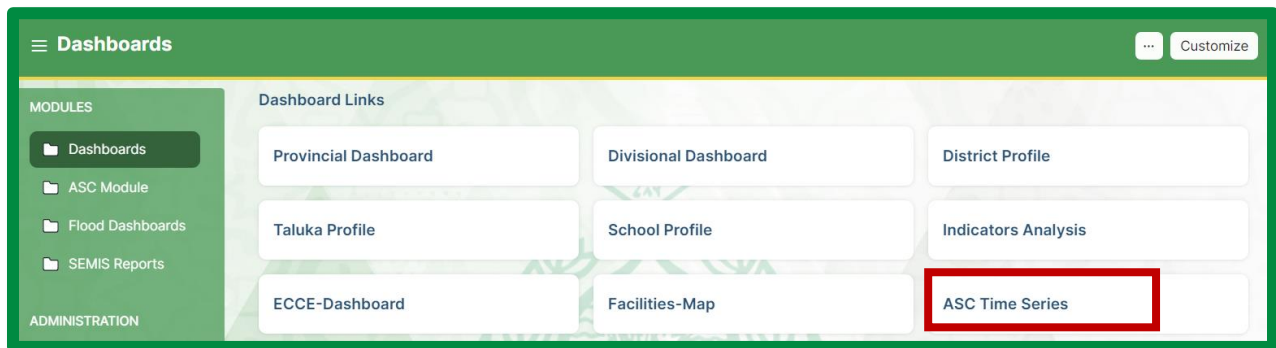 Dashboards
... Customize
MODULES
Dashboards
ASC Module
Flood Dashboards
SEMIS Reports
ADMINISTRATION
Dashboard Links
Provincial Dashboard
Divisional Dashboard
District Profile
Taluka Profile
School Profile
Indicators Analysis
ECCE-Dashboard
Facilities-Map
ASC Time Series